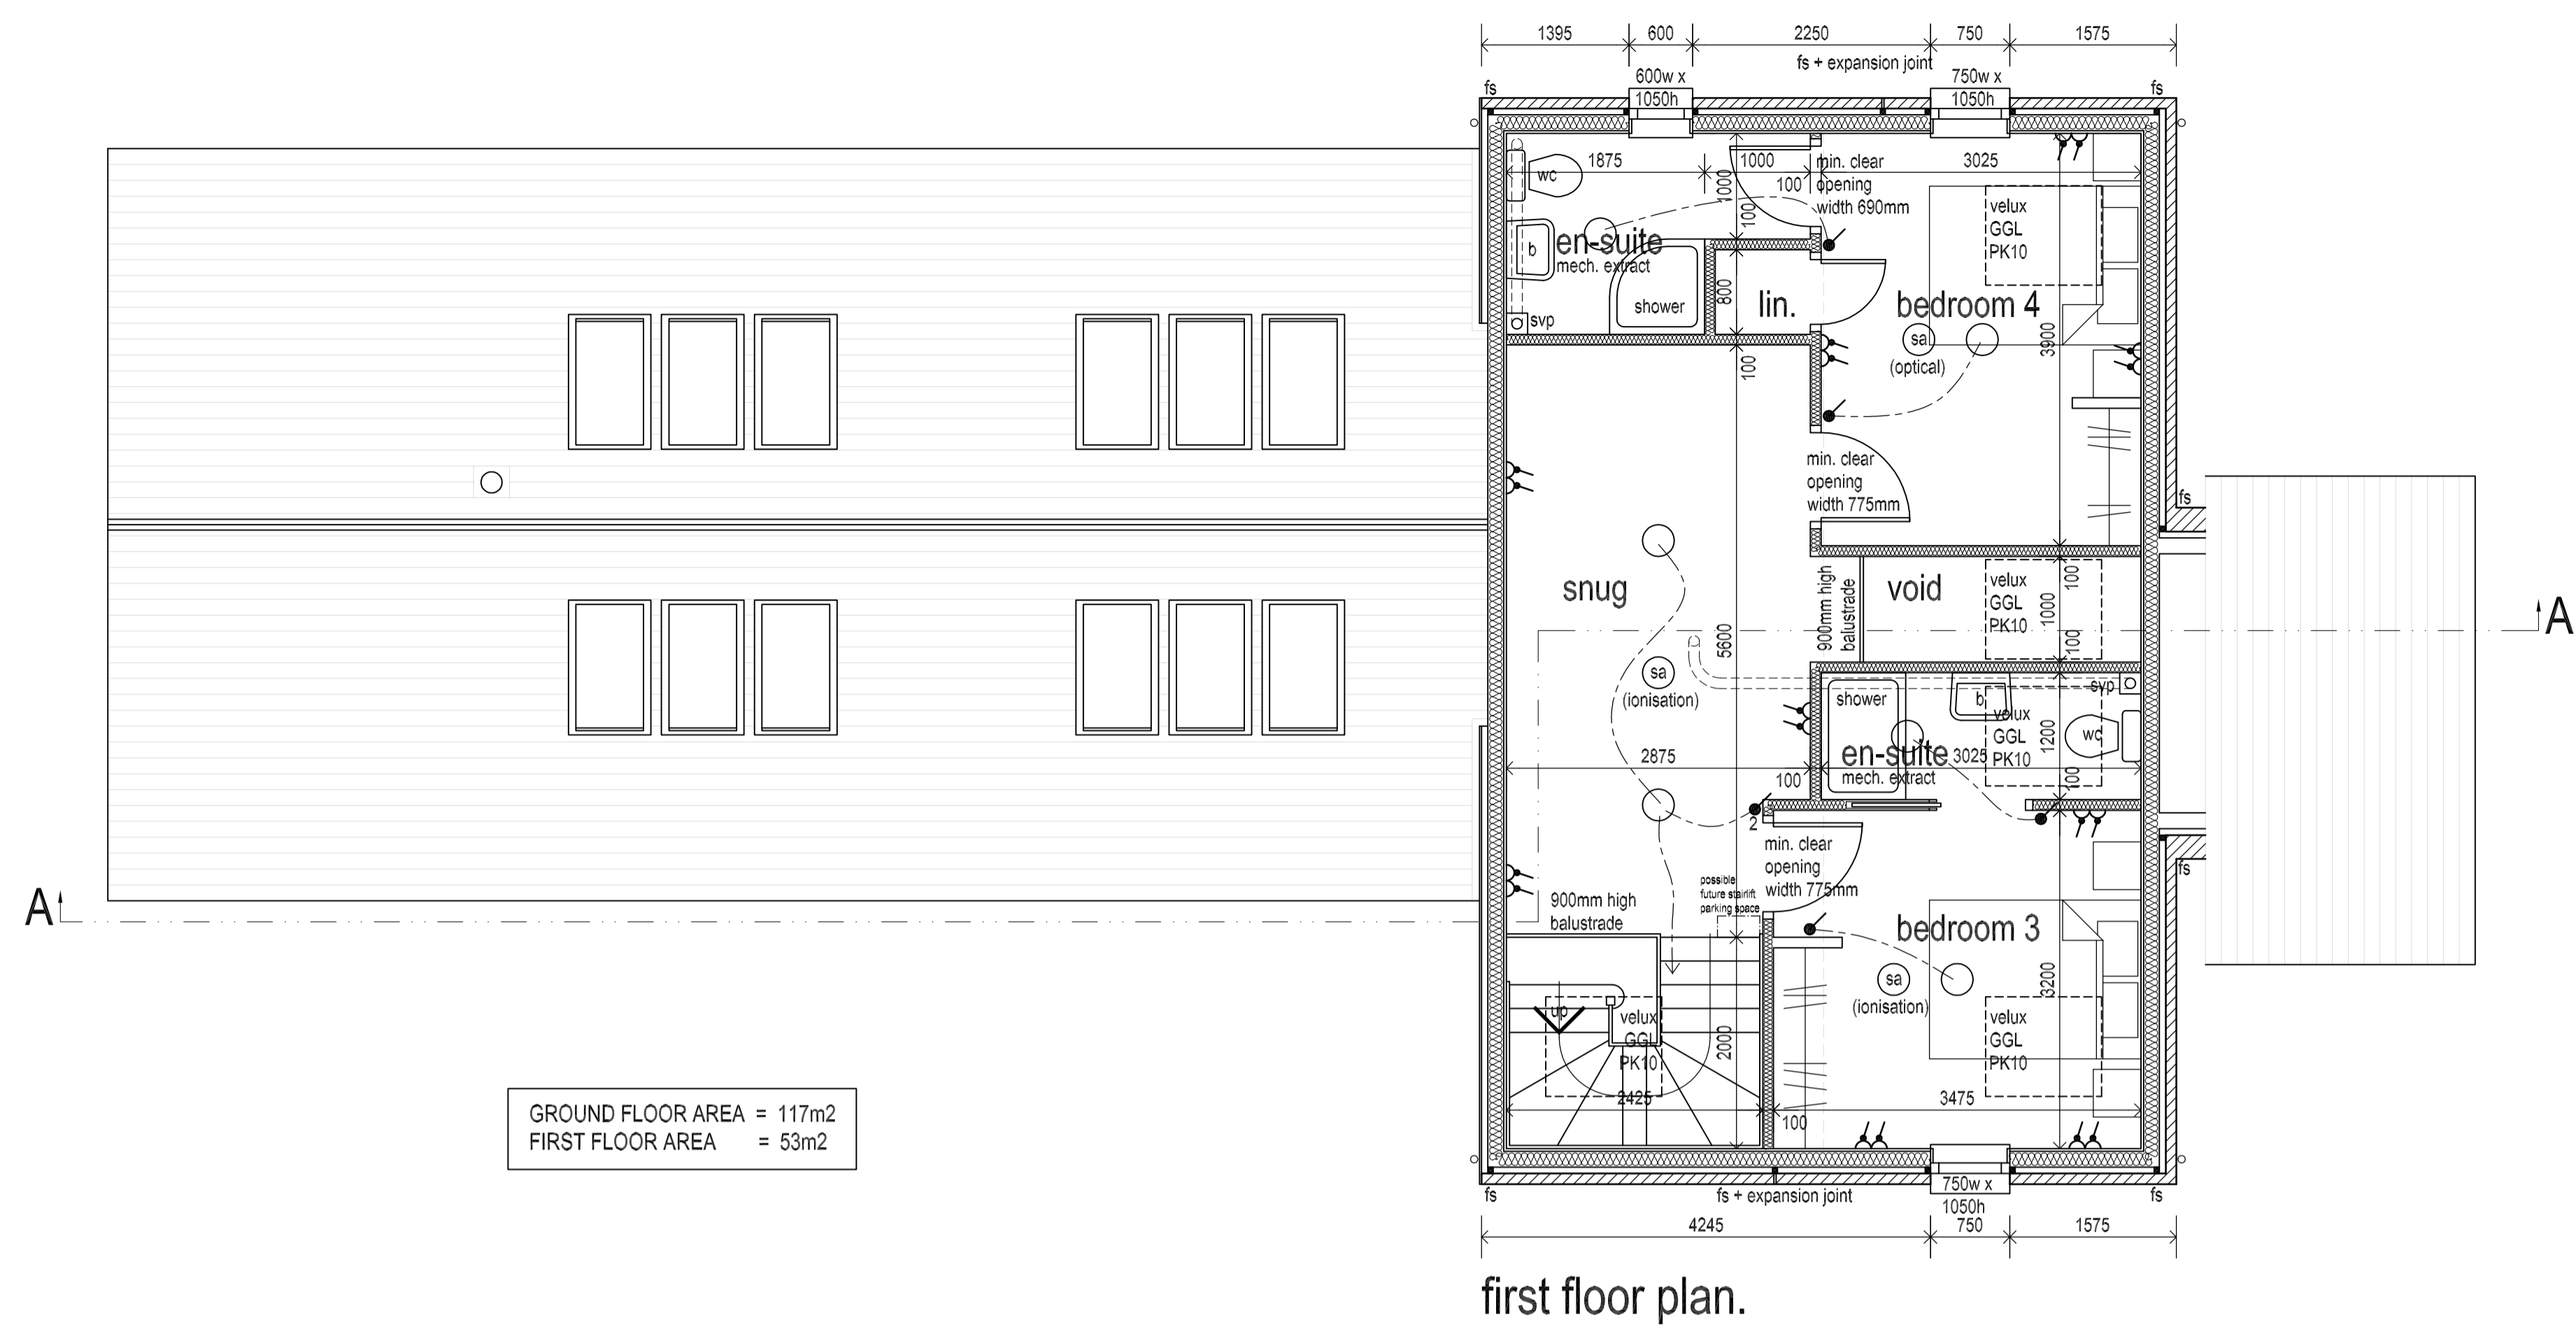 1395 600 2250 750 1575
fs + expansion joint
600w x
1050h
750w x
1050h
fs
fs
1875
1000
100
3025
wc
min. clear
opening
width 690mm
1000
100
velux
GGL
PK10
b
en-suite
mech. extract
shower
svp
800
lin.
bedroom 4
sa
(optical)
3900
100
min. clear
opening
width 775mm
fs
snug
900mm high
balustrade
void
velux
GGL
PK10
100
1000
100
A
A
5600
sa
(ionisation)
shower
b
svp
velux
GGL
PK10
wc
1200
100
en-suite
mech. extract
2875
100
3025
2
min. clear
opening
width 775mm
possible
future stairlift
parking space
900mm high
balustrade
fs
bedroom 3
sa
(ionisation)
3200
up
velux
GGL
PK10
2000
velux
GGL
PK10
2425
100
3475
GROUND FLOOR AREA = 117m2
FIRST FLOOR AREA = 53m2
fs
fs + expansion joint
750w x
1050h
fs
4245 750 1575
first floor plan.